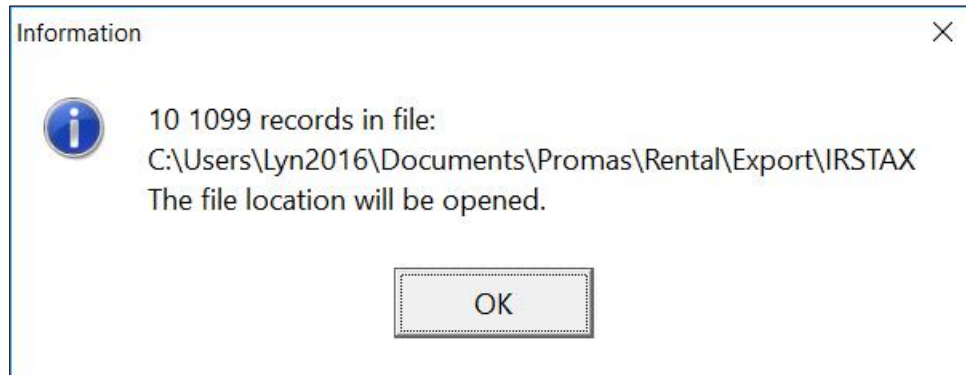 Information
10 1099 records in file:
C:\Users\Lyn2016\Documents\Promas\Rental\Export\IRSTAX
The file location will be opened.
OK